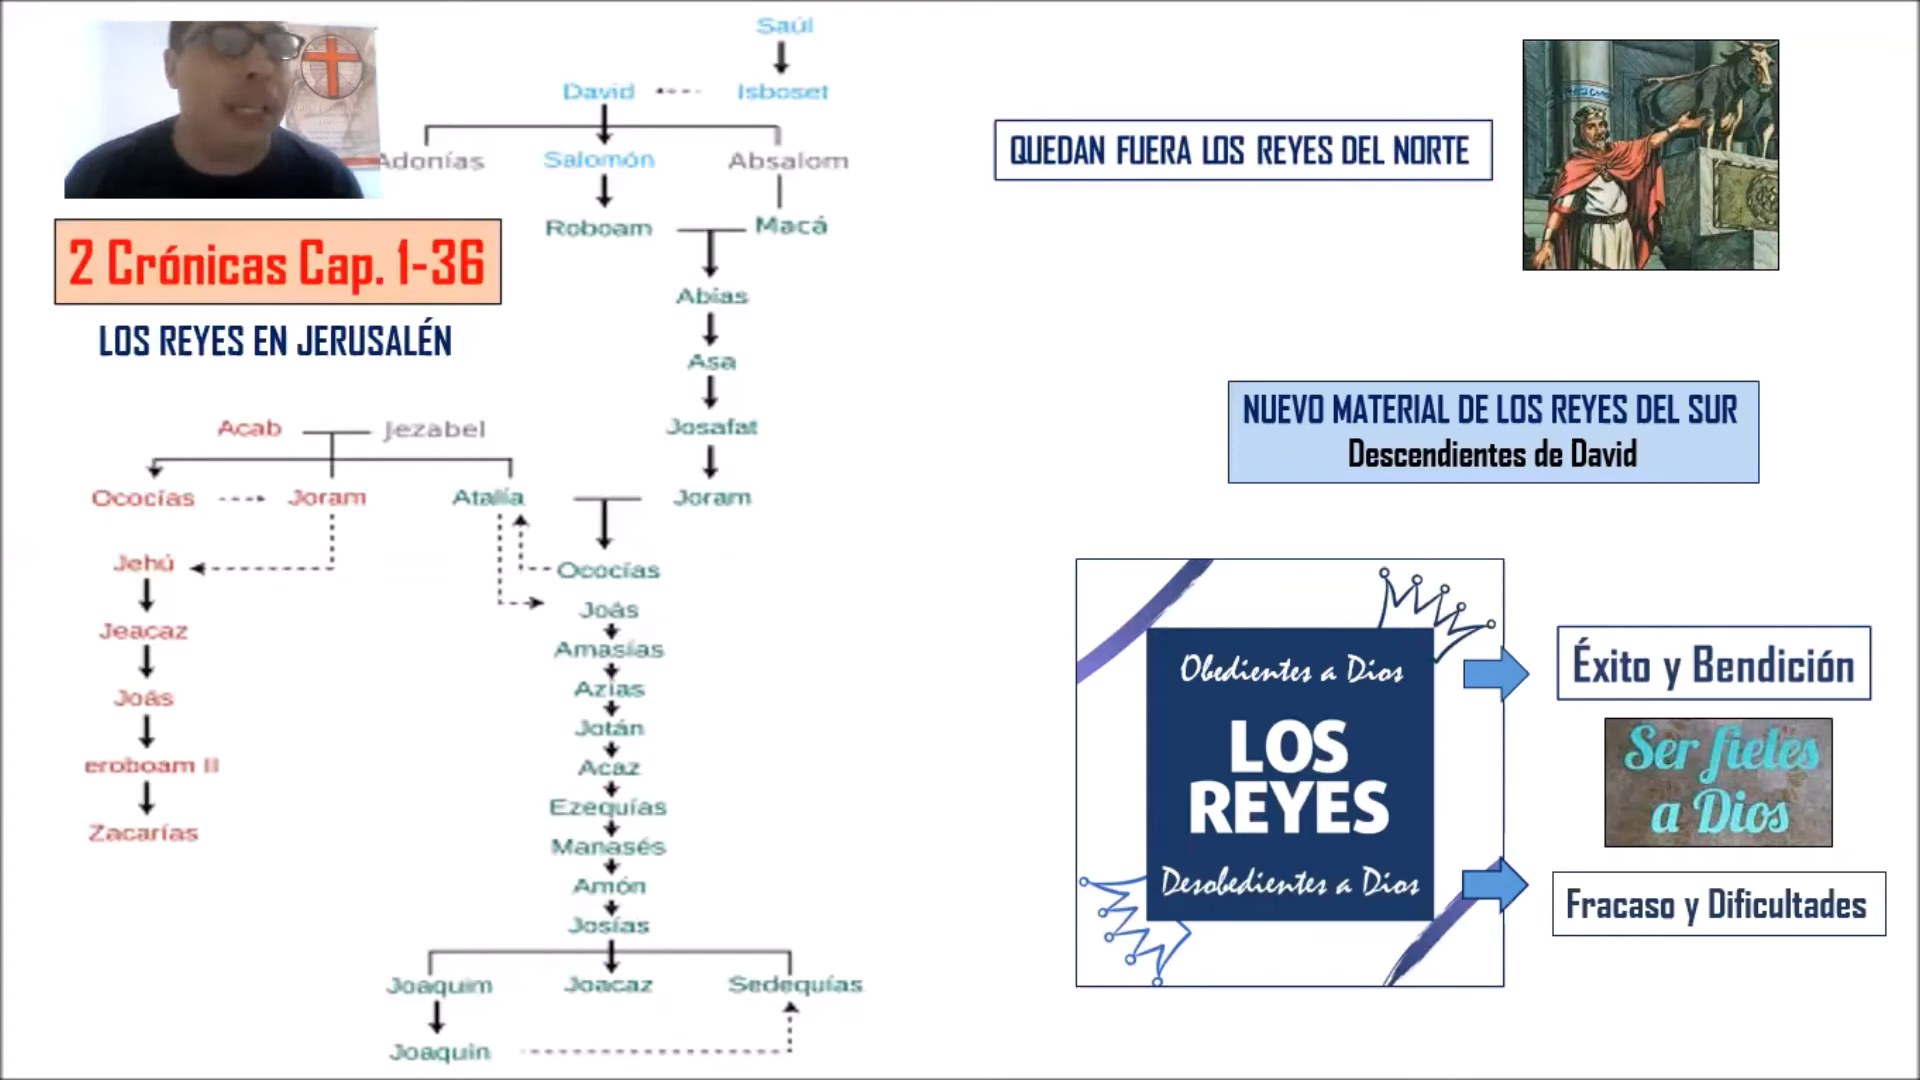 Saúl
David
Isboset
Adonías
Salomón
Absalom
Roboam
Macá
Abías
Asa
Josafat
Joram
2 Crónicas Cap. 1-36
LOS REYES EN JERUSALÉN
Acab
Jezabel
Ococías
Joram
Atalía
Jehú
Jeacaz
Joás
eroboam II
Zacarías
Ococías
Joás
Amasías
Azías
Jotán
Acaz
Ezequías
Manasés
Amón
Josías
Joaquim
Joacaz
Sedequías
Joaquin
QUEDAN FUERA LOS REYES DEL NORTE
NUEVO MATERIAL DE LOS REYES DEL SUR
Descendientes de David
Obedientes a Dios
LOS
REYES
Desobedientes a Dios
Éxito y Bendición
Ser fieles
a Dios
Fracaso y Dificultades